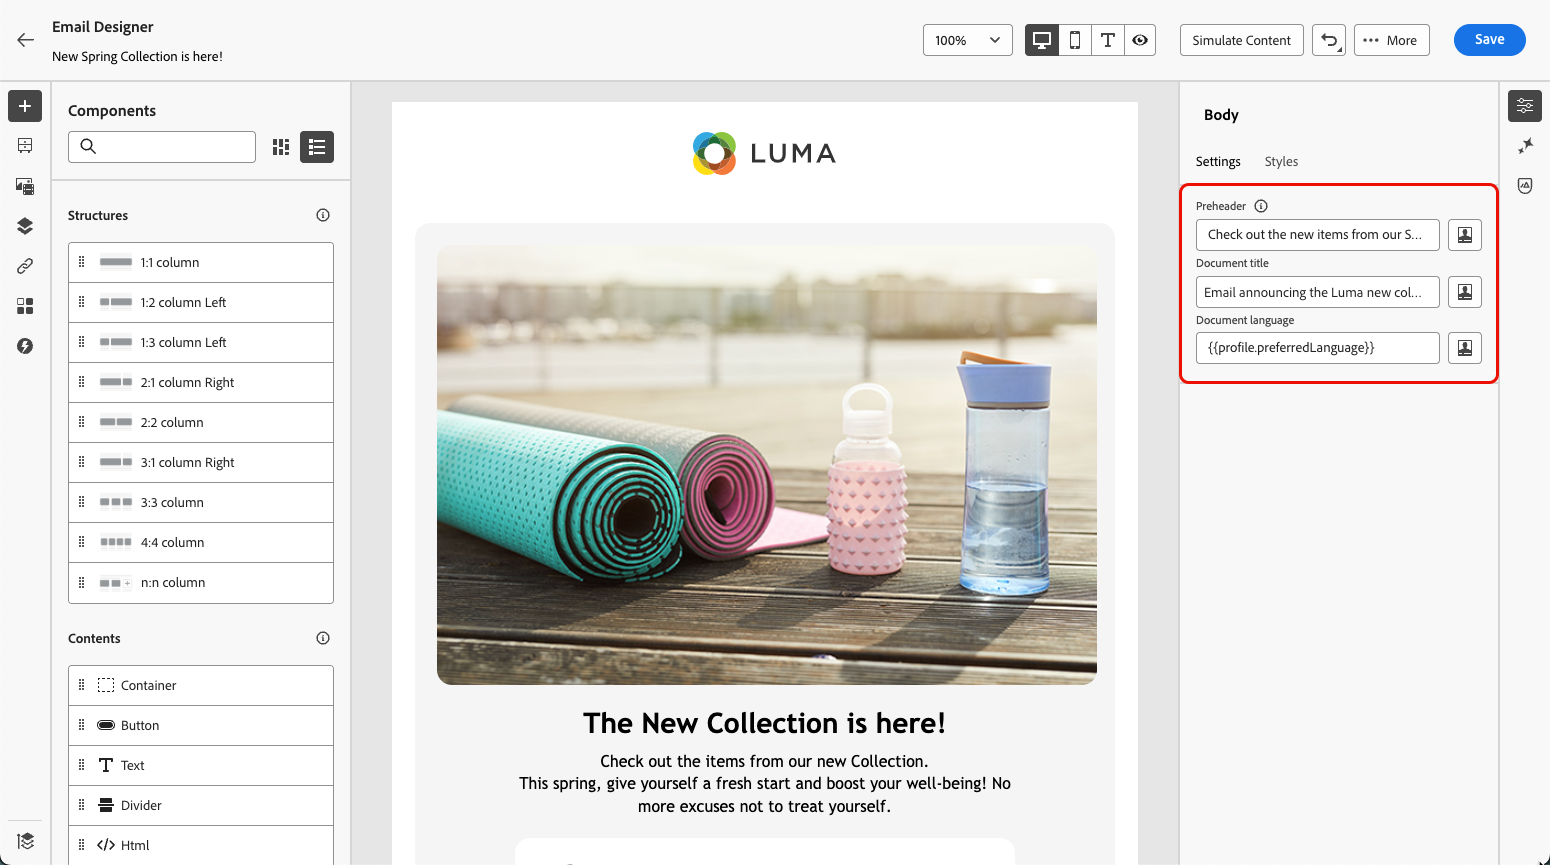 Email Designer
New Spring Collection is here!
100%
Simulate Content
More
Save
Components
Structures
1:1 column
1:2 column Left
1:3 column Left
2:1 column Right
2:2 column
3:1 column Right
3:3 column
4:4 column
n:n column
Contents
Container
Button
Text
Divider
Html
LUMA
The New Collection is here!
Check out the items from our new Collection.
This spring, give yourself a fresh start and boost your well-being! No
more excuses not to treat yourself.
Body
Settings Styles
Preheader
Check out the new items from our S...
Document title
Email announcing the Luma new col...
Document language
{{profile.preferredLanguage}}